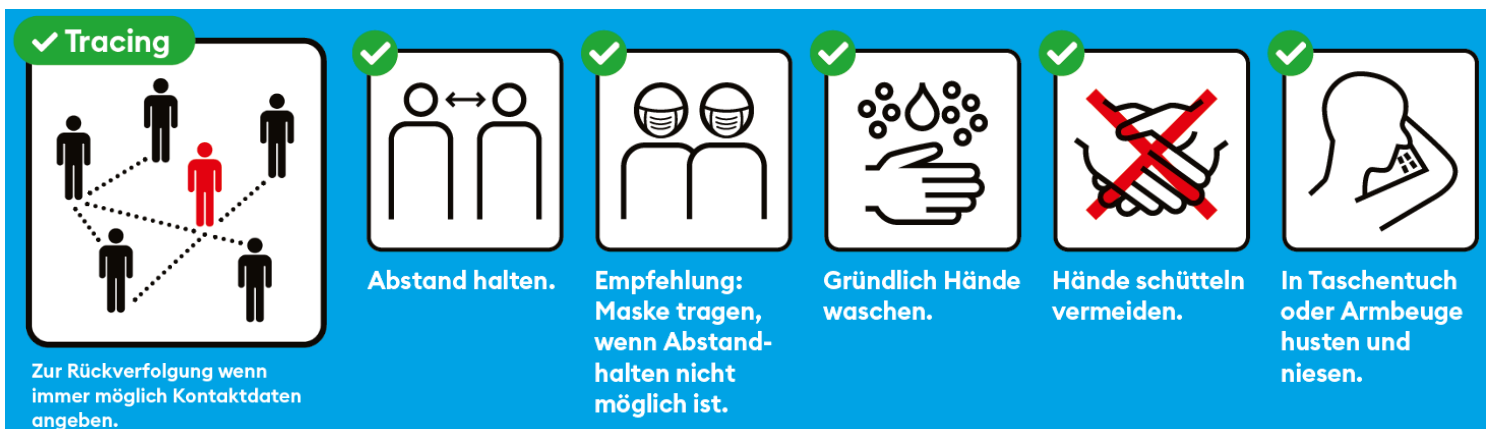 Tracing
Zur Rückverfolgung wenn
immer möglich Kontaktdaten
angeben.
Abstand halten.
Empfehlung:
Maske tragen,
wenn Abstand-
halten nicht
möglich ist.
Gründlich Hände
waschen.
Hände schütteln
vermeiden.
In Taschentuch
oder Armbeuge
husten und
niesen.